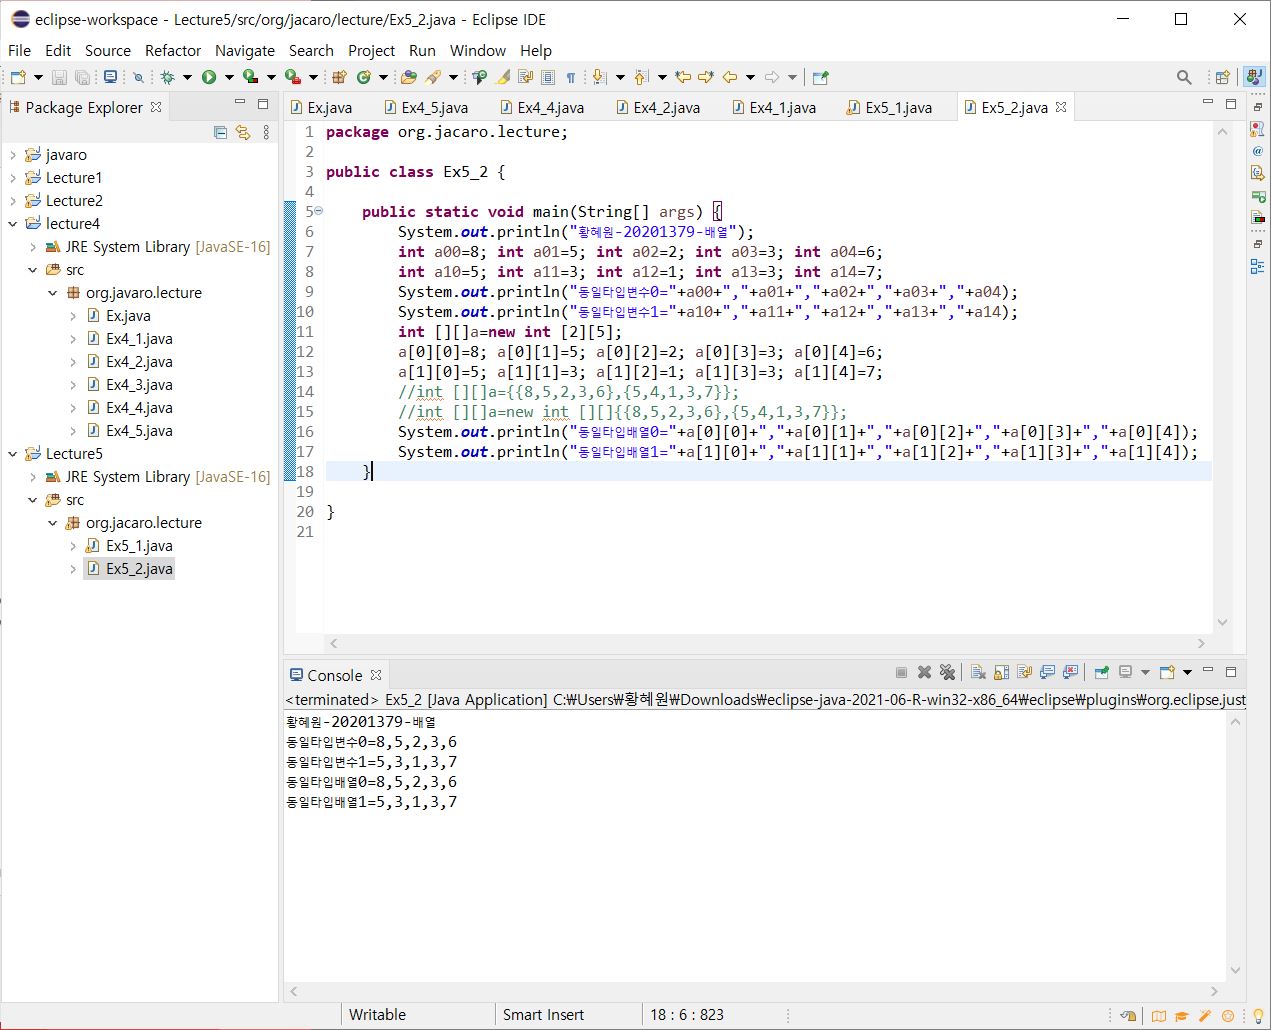 eclipse-workspace - Lecture5/src/org/jacaro/lecture/Ex5_2.java - Eclipse IDE
File Edit Source Refactor Navigate Search Project Run Window Help
Package Explorer
Ex.java Ex4_5.java Ex4_4.java Ex4_2.java Ex4_1.java Ex5_1.java Ex5_2.java
javaro
Lecture1
Lecture2
lecture4
JRE System Library [JavaSE-16]
src
org.javaro.lecture
Ex.java
Ex4_1.java
Ex4_2.java
Ex4_3.java
Ex4_4.java
Ex4_5.java
Lecture5
JRE System Library [JavaSE-16]
src
org.jacaro.lecture
Ex5_1.java
Ex5_2.java
1 package org.jacaro.lecture;
2
3 public class Ex5_2 {
4
5 public static void main(String[] args) {
6 System.out.println("황혜원-20201379-배열");
7 int a00=8; int a01=5; int a02=2; int a03=3; int a04=6;
8 int a10=5; int a11=3; int a12=1; int a13=3; int a14=7;
9 System.out.println("동일타입변수0="+a00+","+a01+","+a02+","+a03+","+a04);
10 System.out.println("동일타입변수1="+a10+","+a11+","+a12+","+a13+","+a14);
11 int [][]a=new int [2][5];
12 a[0][0]=8; a[0][1]=5; a[0][2]=2; a[0][3]=3; a[0][4]=6;
13 a[1][0]=5; a[1][1]=3; a[1][2]=1; a[1][3]=3; a[1][4]=7;
14 //int [][]a={{8,5,2,3,6},{5,4,1,3,7}};
15 //int [][]a=new int [][]{{8,5,2,3,6},{5,4,1,3,7}};
16 System.out.println("동일타입배열0="+a[0][0]+","+a[0][1]+","+a[0][2]+","+a[0][3]+","+a[0][4]);
17 System.out.println("동일타입배열1="+a[1][0]+","+a[1][1]+","+a[1][2]+","+a[1][3]+","+a[1][4]);
18 }
19
20 }
21
Console
<terminated> Ex5_2 [Java Application] C:₩Users₩황혜원₩Downloads₩eclipse-java-2021-06-R-win32-x86_64₩eclipse₩plugins₩org.eclipse.just
황혜원-20201379-배열
동일타입변수0=8,5,2,3,6
동일타입변수1=5,3,1,3,7
동일타입배열0=8,5,2,3,6
동일타입배열1=5,3,1,3,7
Writable Smart Insert 18 : 6 : 823